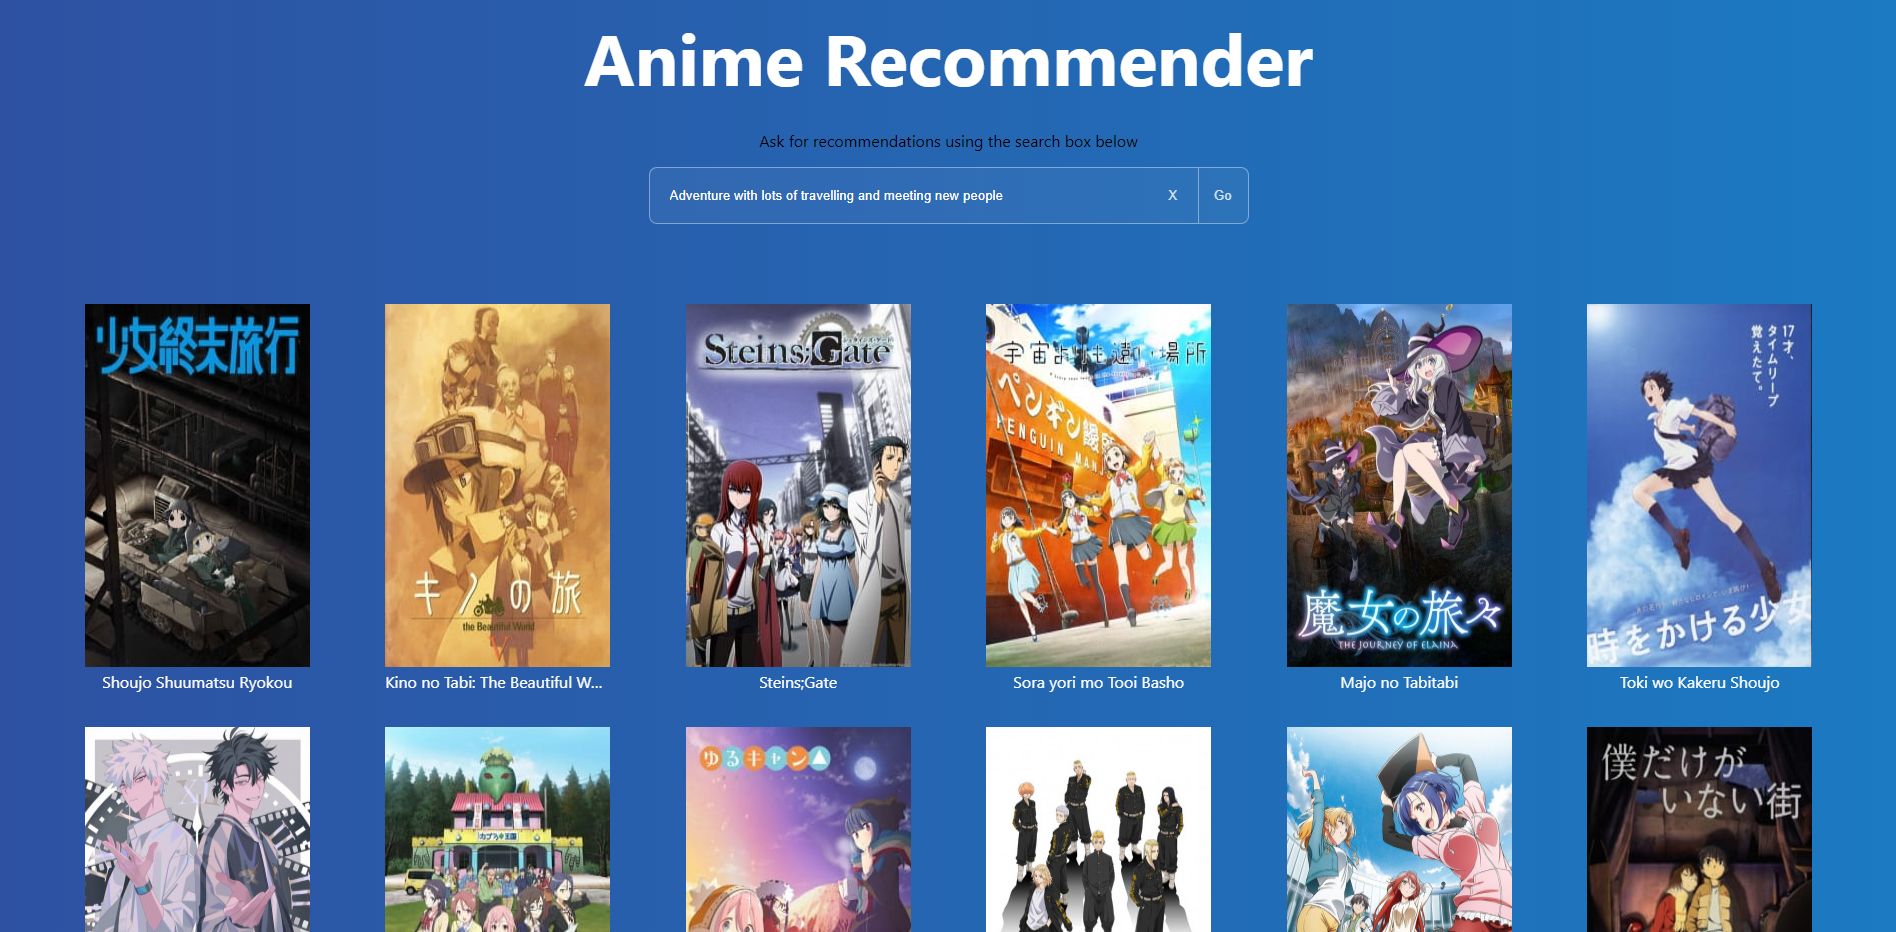 Anime Recommender
Ask for recommendations using the search box below
Adventure with lots of travelling and meeting new people
X
Go
少女終末旅行
Shoujo Shuumatsu Ryokou
キノの旅
the Beautiful World
Kino no Tabi: The Beautiful W...
Steins;Gate
Steins;Gate
宇宙よりも遠い場所
ペンギン饅
PENGUIN MANJ
Sora yori mo Tooi Basho
魔女の旅々
THE JOURNEY OF ELAINA
Majo no Tabitabi
17才、
タイムリープ
覚えたて。
時をかける少女
Toki wo Kakeru Shoujo
ゆるキャン△
僕だけが
いない街